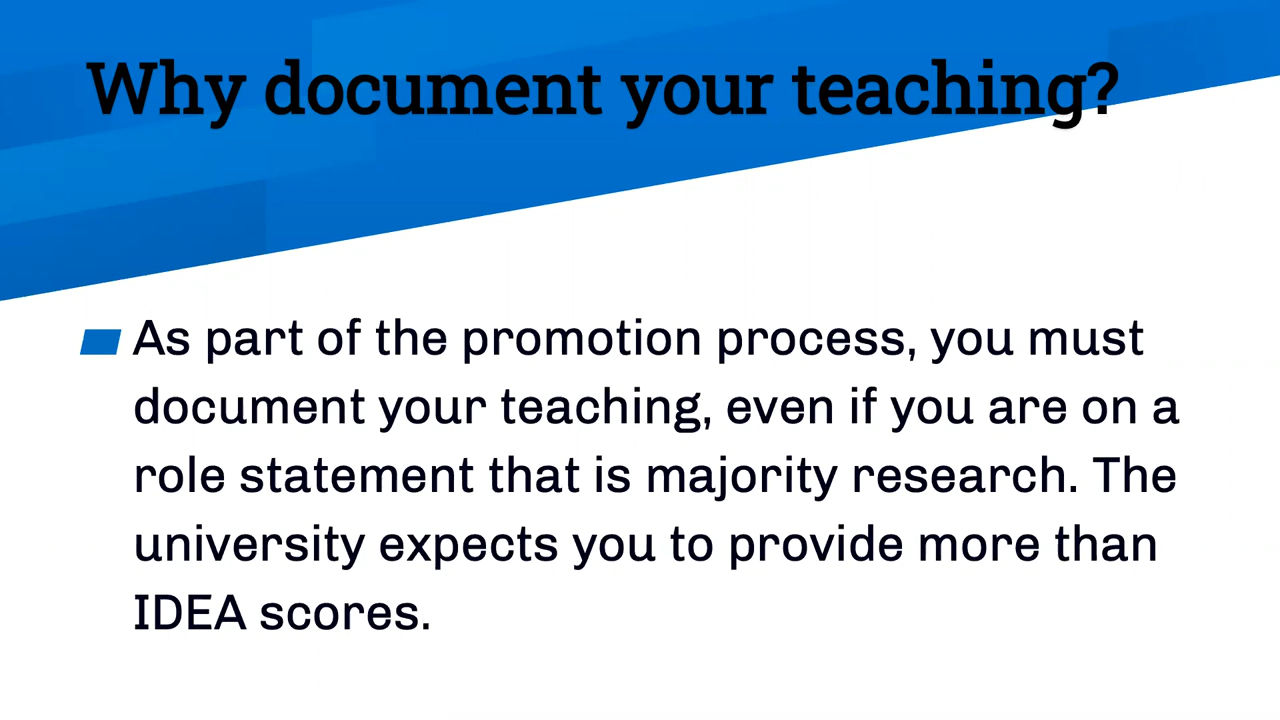 Why document your teaching?
As part of the promotion process, you must
document your teaching, even if you are on a
role statement that is majority research. The
university expects you to provide more than
IDEA scores.